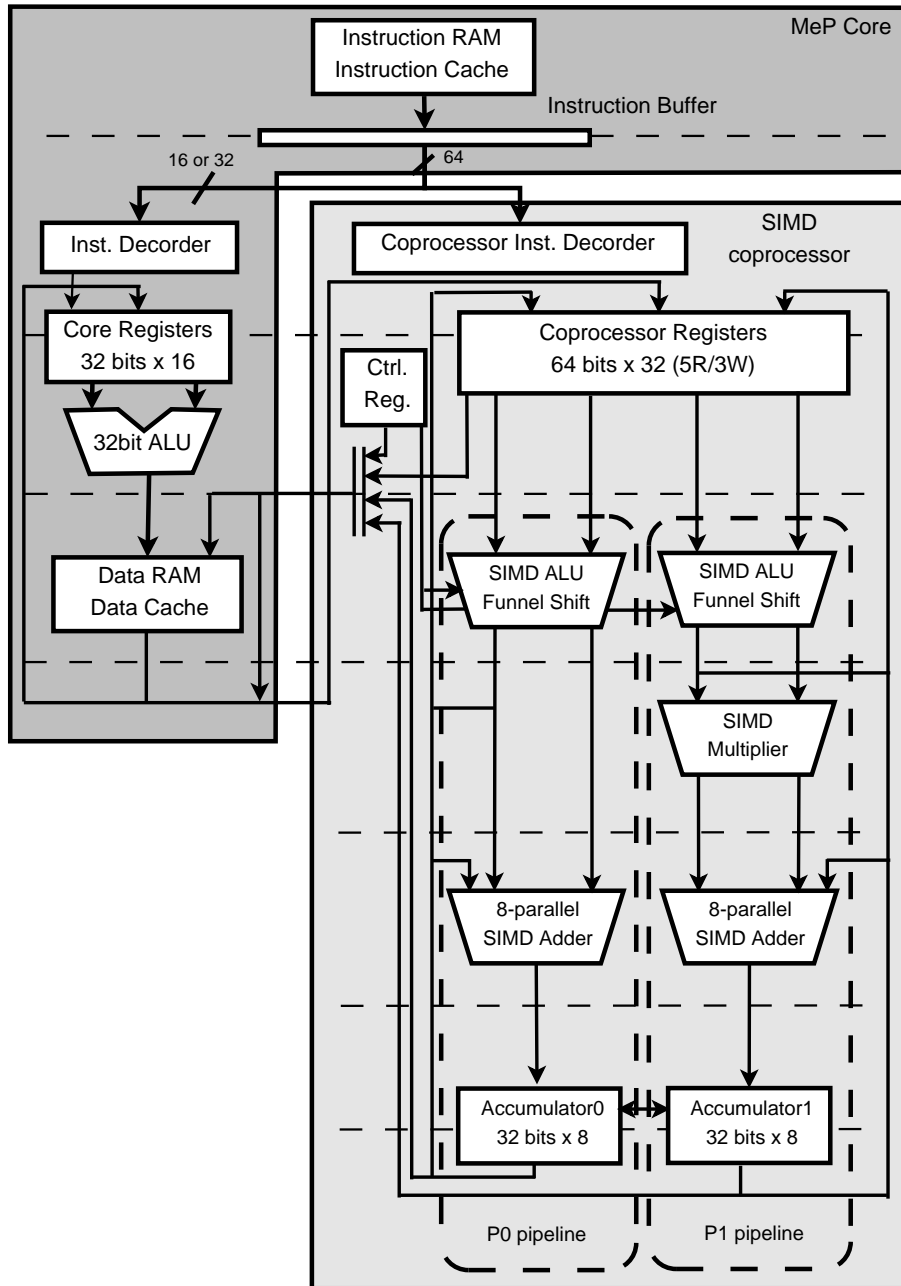 MeP Core
Instruction RAM
Instruction Cache
Instruction Buffer
16 or 32
64
Inst. Decorder
Coprocessor Inst. Decorder
SIMD
coprocessor
Core Registers
32 bits x 16
Coprocessor Registers
64 bits x 32 (5R/3W)
Ctrl.
Reg.
32bit ALU
Data RAM
Data Cache
SIMD ALU
Funnel Shift
SIMD ALU
Funnel Shift
SIMD
Multiplier
8-parallel
SIMD Adder
8-parallel
SIMD Adder
Accumulator0
32 bits x 8
Accumulator1
32 bits x 8
P0 pipeline
P1 pipeline